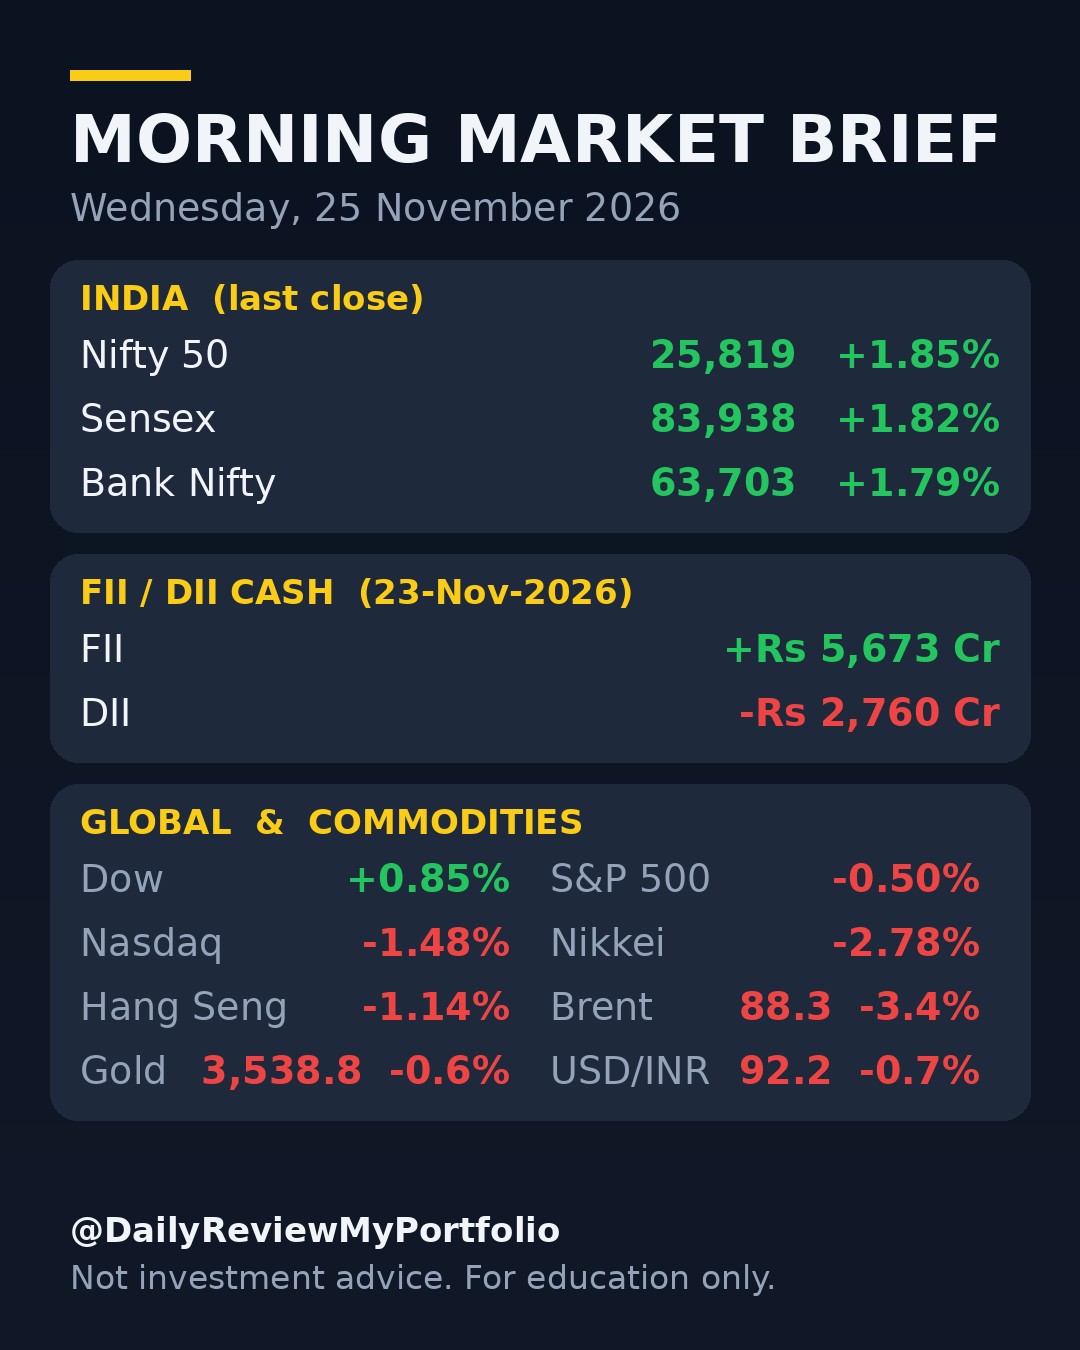 MORNING MARKET BRIEF
Wednesday, 25 November 2026
INDIA (last close)
Nifty 50 25,819 +1.85%
Sensex 83,938 +1.82%
Bank Nifty 63,703 +1.79%
FII / DII CASH (23-Nov-2026)
FII +Rs 5,673 Cr
DII -Rs 2,760 Cr
GLOBAL & COMMODITIES
Dow +0.85% S&P 500 -0.50%
Nasdaq -1.48% Nikkei -2.78%
Hang Seng -1.14% Brent 88.3 -3.4%
Gold 3,538.8 -0.6% USD/INR 92.2 -0.7%
@DailyReviewMyPortfolio
Not investment advice. For education only.